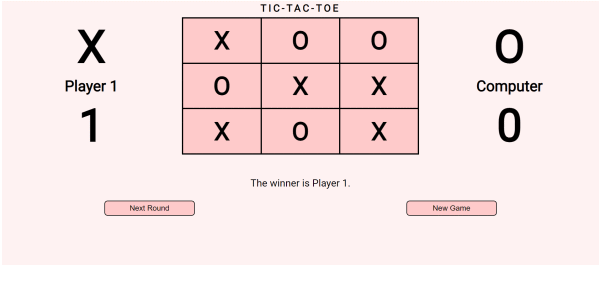 TIC-TAC-TOE
X
Player 1
1
X O O
O X X
X O X
O
Computer
0
The winner is Player 1.
Next Round
New Game